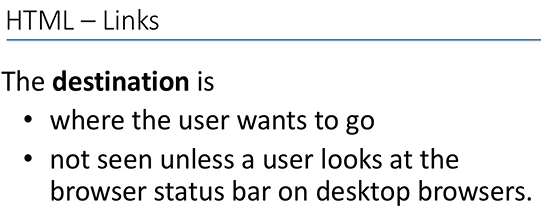 HTML – Links
The destination is
• where the user wants to go
• not seen unless a user looks at the
browser status bar on desktop browsers.